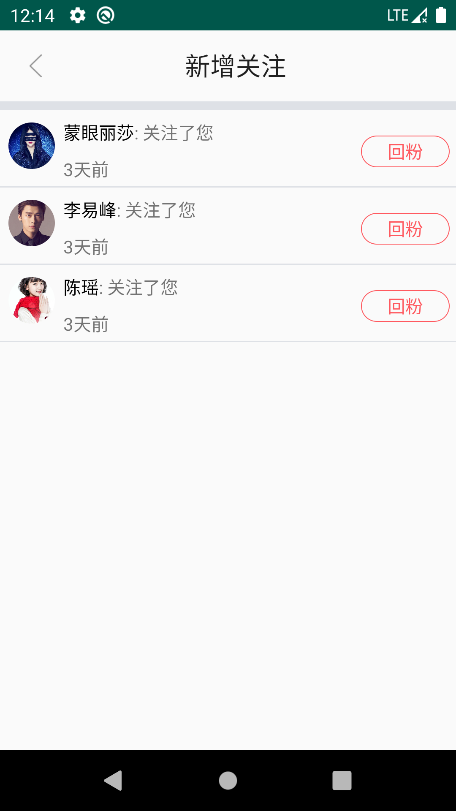 12:14 LTE
新增关注
蒙眼丽莎: 关注了您
3天前
回粉
李易峰: 关注了您
3天前
回粉
陈瑶: 关注了您
3天前
回粉